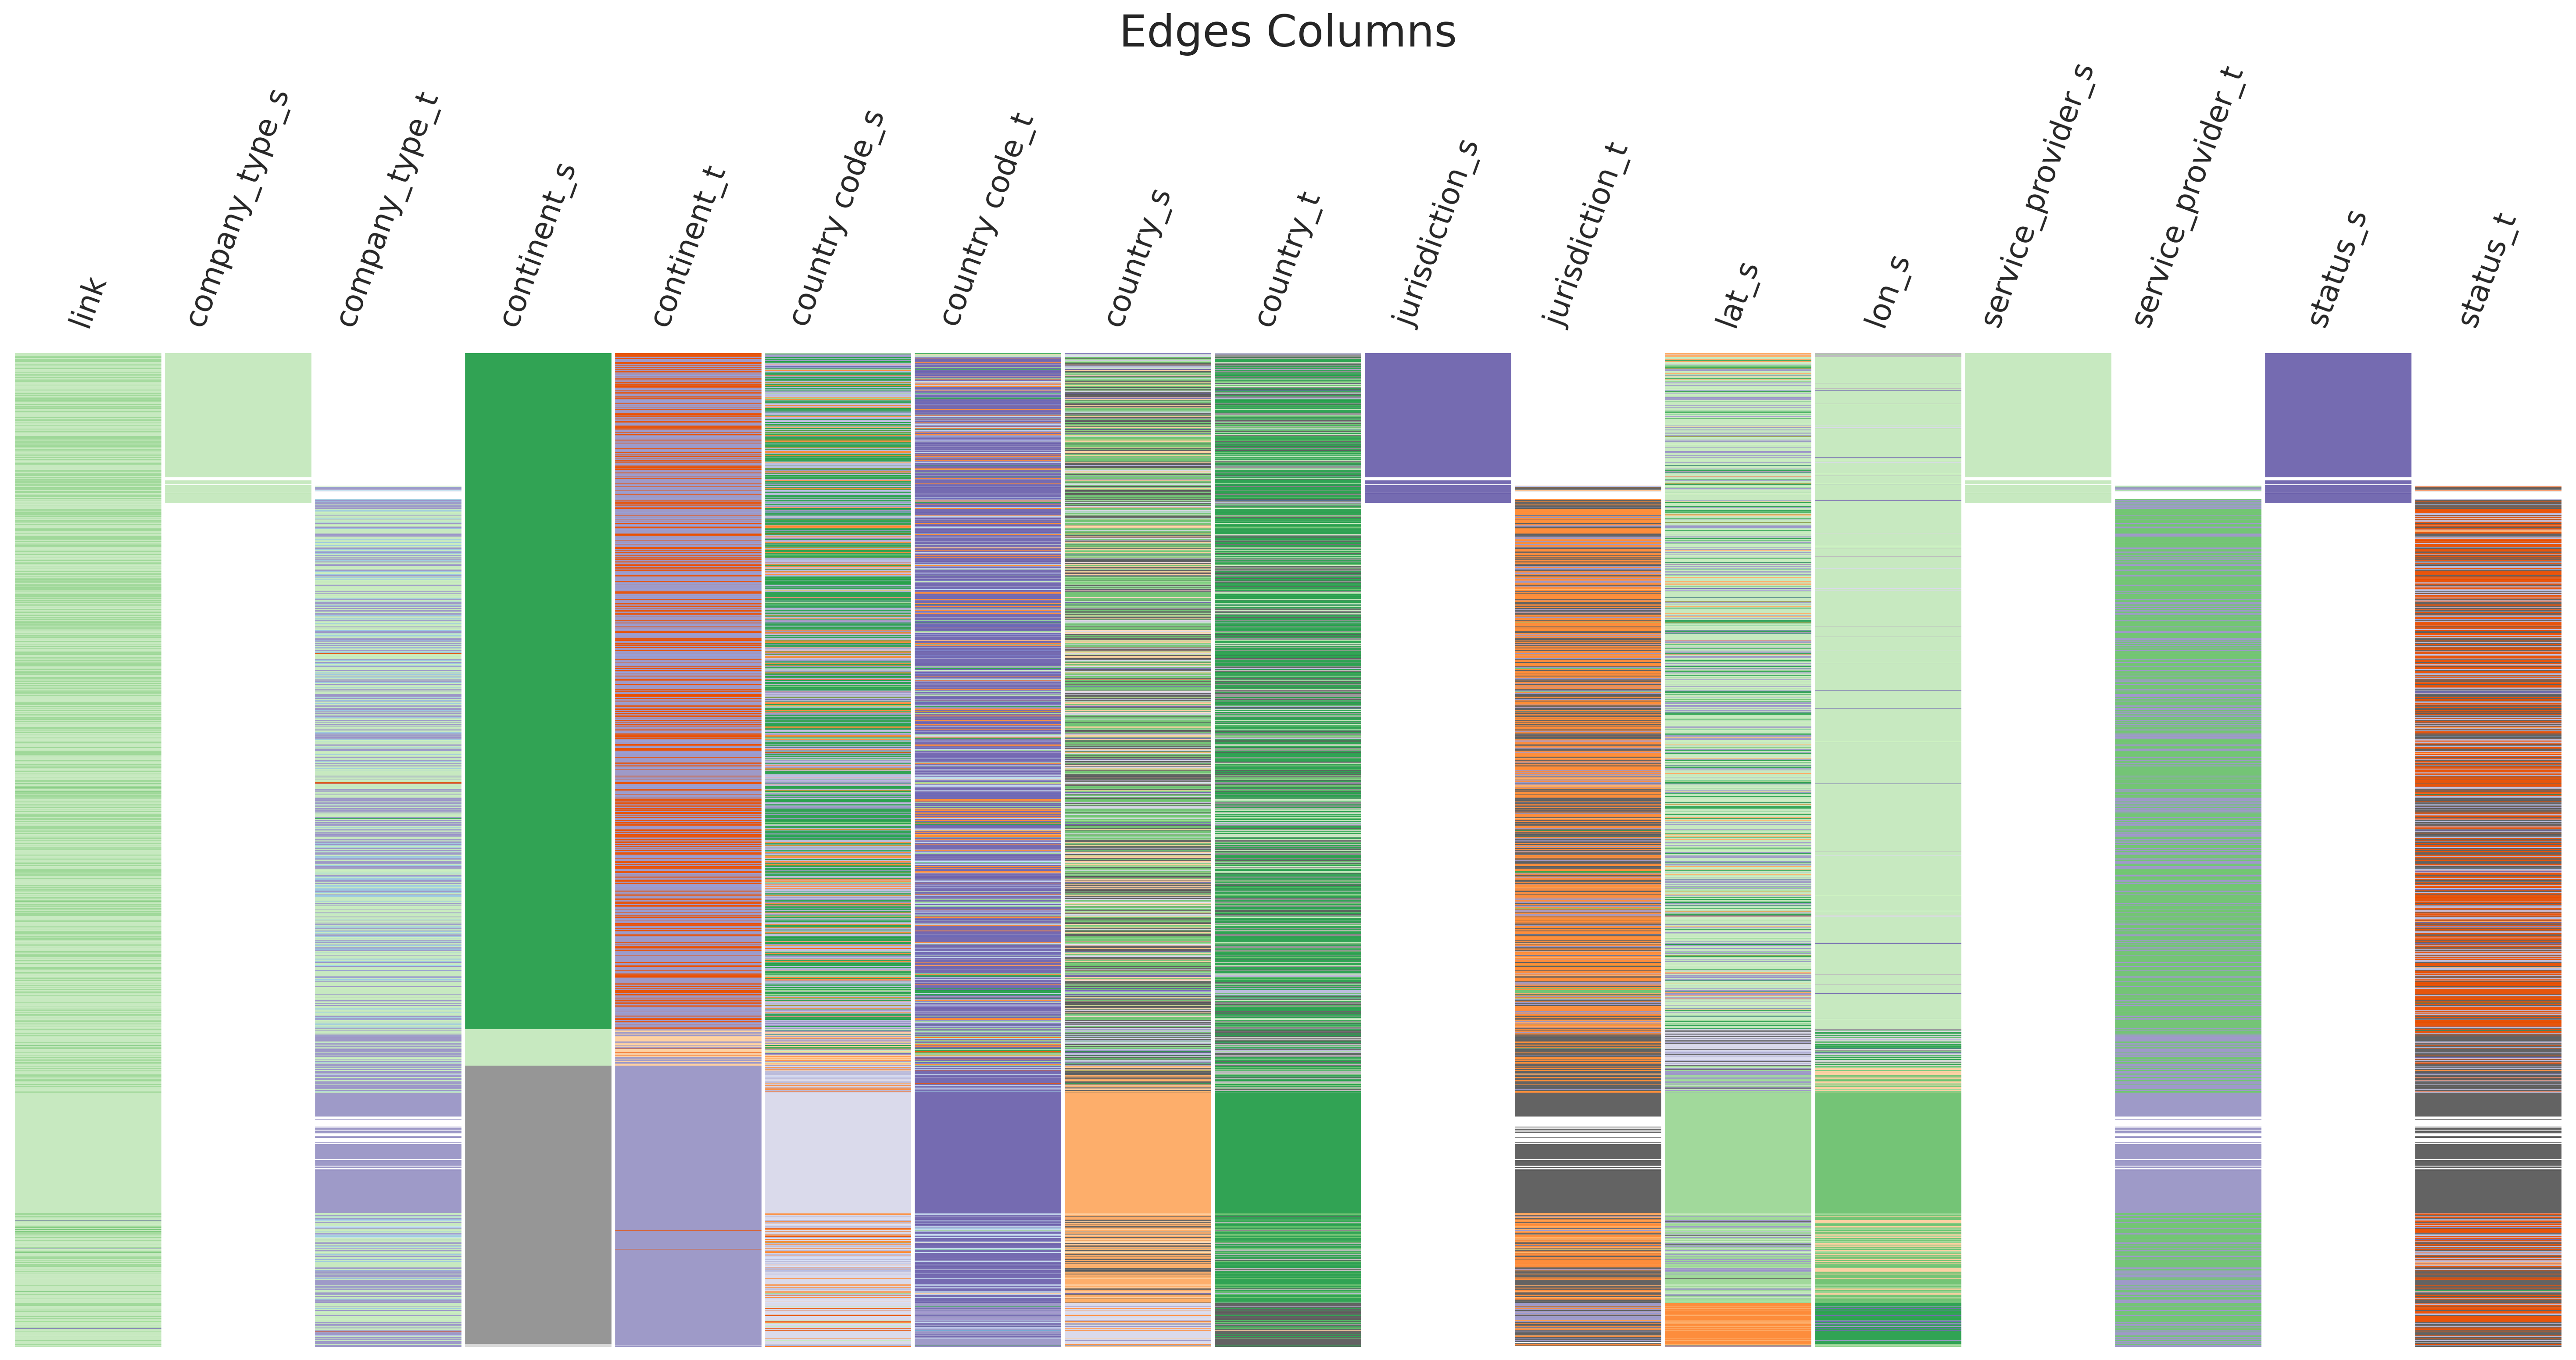 Edges Columns
link
company_type_s
company_type_t
continent_s
continent_t
country code_s
country code_t
country_s
country_t
jurisdiction_s
jurisdiction_t
lat_s
lon_s
service_provider_s
service_provider_t
status_s
status_t